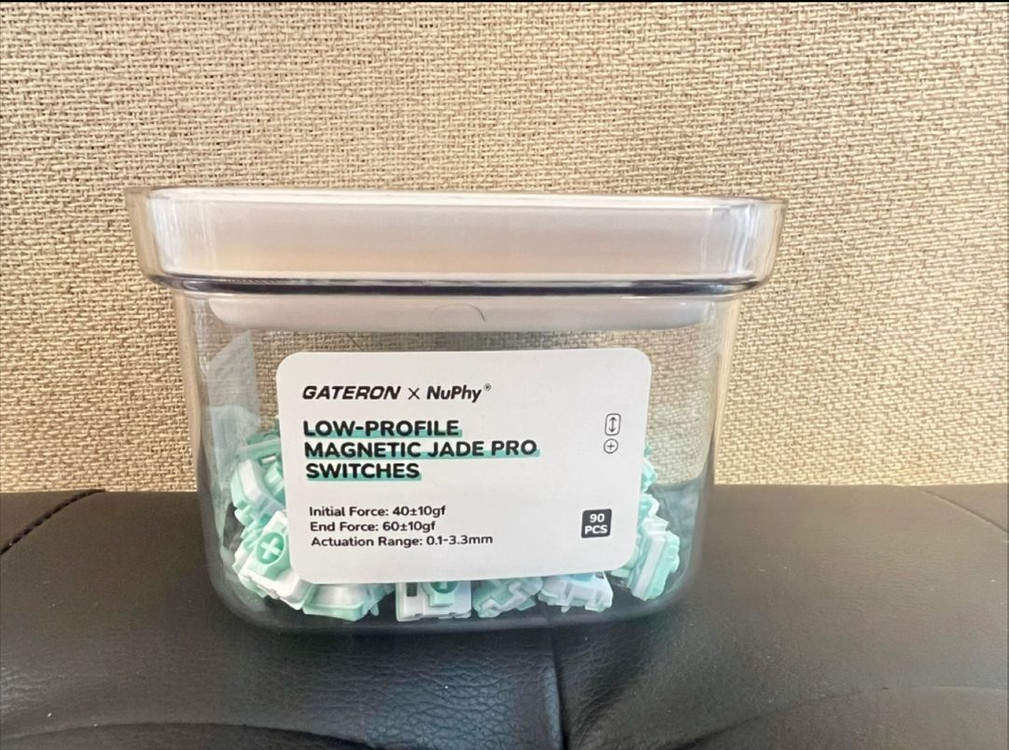 GATERON × NuPhy®
LOW-PROFILE
MAGNETIC JADE PRO
SWITCHES
Initial Force: 40±10gf
End Force: 60±10gf
Actuation Range: 0.1-3.3mm
90
PCS